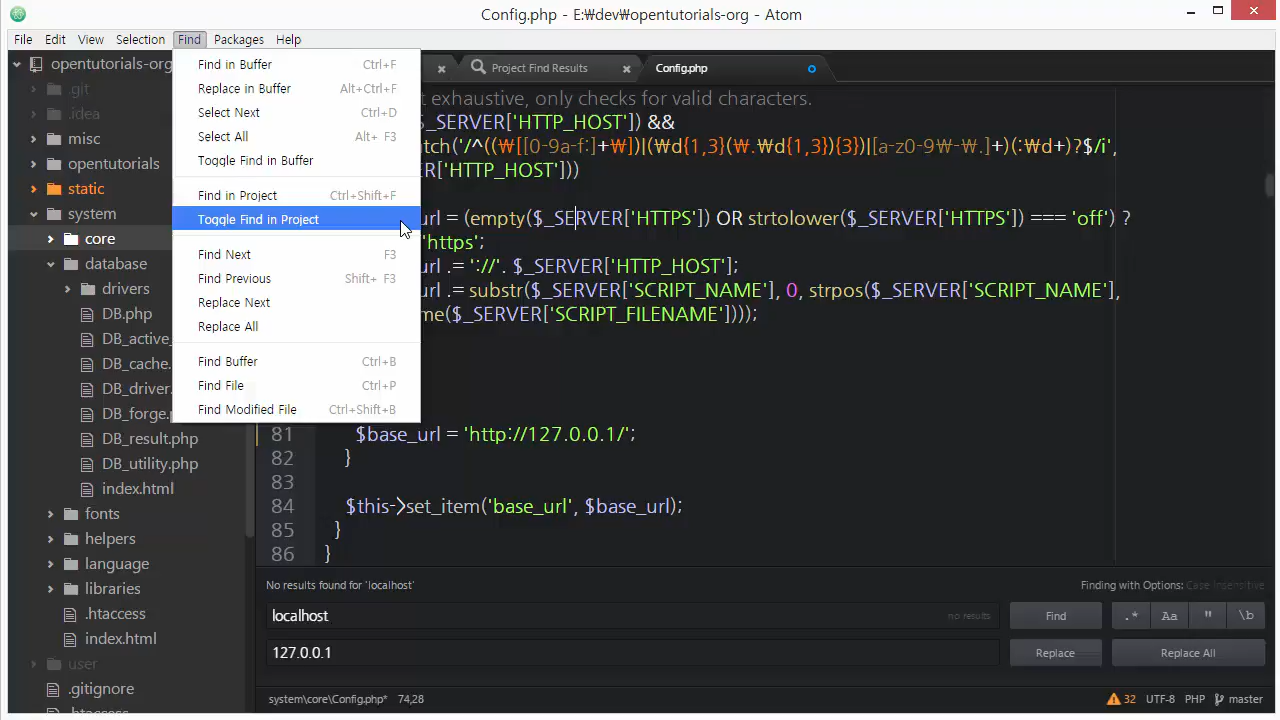 Config.php - E:₩dev₩opentutorials-org - Atom
File Edit View Selection Find Packages Help
opentutorials-org
.git
.idea
misc
opentutorials
static
system
core
database
drivers
DB.php
DB_active_
DB_cache.
DB_driver.
DB_forge.p
DB_result.php
DB_utility.php
index.html
fonts
helpers
language
libraries
.htaccess
index.html
user
.gitignore
.htaccess
Find in Buffer Ctrl+F
Replace in Buffer Alt+Ctrl+F
Select Next Ctrl+D
Select All Alt+ F3
Toggle Find in Buffer
Find in Project Ctrl+Shift+F
Toggle Find in Project
Find Next F3
Find Previous Shift+ F3
Replace Next
Replace All
Find Buffer Ctrl+B
Find File Ctrl+P
Find Modified File Ctrl+Shift+B
Project Find Results
Config.php
t exhaustive, only checks for valid characters.
$_SERVER['HTTP_HOST']) &&
atch('/^((₩[[0-9a-f:]+₩])|(₩d{1,3}(₩.₩d{1,3}){3})|[a-z0-9₩-₩.]+)(:₩d+)?$/i',
ER['HTTP_HOST']))
url = (empty($_SERVER['HTTPS']) OR strtolower($_SERVER['HTTPS']) === 'off') ?
'https';
url .= '://'. $_SERVER['HTTP_HOST'];
url .= substr($_SERVER['SCRIPT_NAME'], 0, strpos($_SERVER['SCRIPT_NAME'],
me($_SERVER['SCRIPT_FILENAME'])));
81 $base_url = 'http://127.0.0.1/';
82 }
83
84 $this->set_item('base_url', $base_url);
85 }
86 }
No results found for 'localhost' Finding with Options: Case Insensitive
localhost no results Find .* Aa " \b
127.0.0.1 Replace Replace All
system₩core₩Config.php* 74,28 32 UTF-8 PHP master